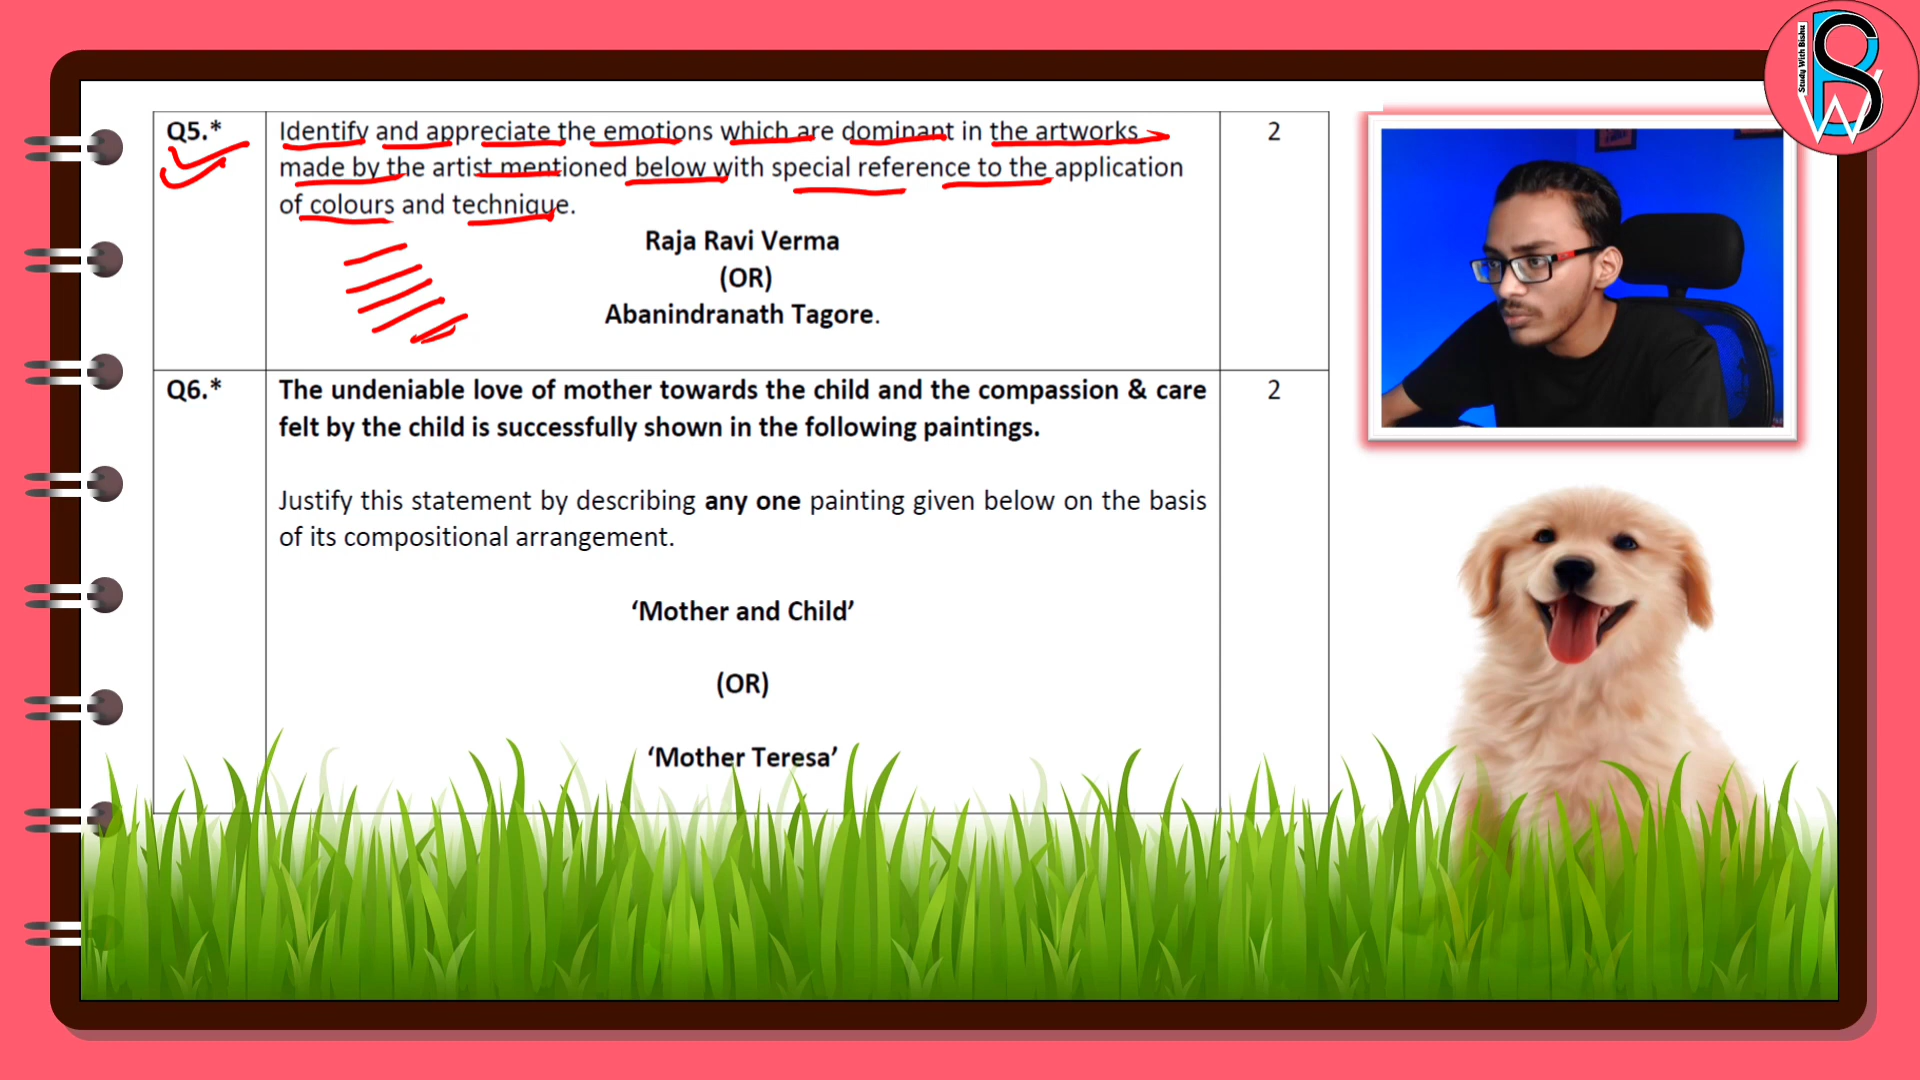 Study With Bishu
BSW
Q5.* Identify and appreciate the emotions which are dominant in the artworks 2
made by the artist mentioned below with special reference to the application
of colours and technique.
Raja Ravi Verma
(OR)
Abanindranath Tagore.
Q6.* The undeniable love of mother towards the child and the compassion & care 2
felt by the child is successfully shown in the following paintings.
Justify this statement by describing any one painting given below on the basis
of its compositional arrangement.
‘Mother and Child’
(OR)
‘Mother Teresa’